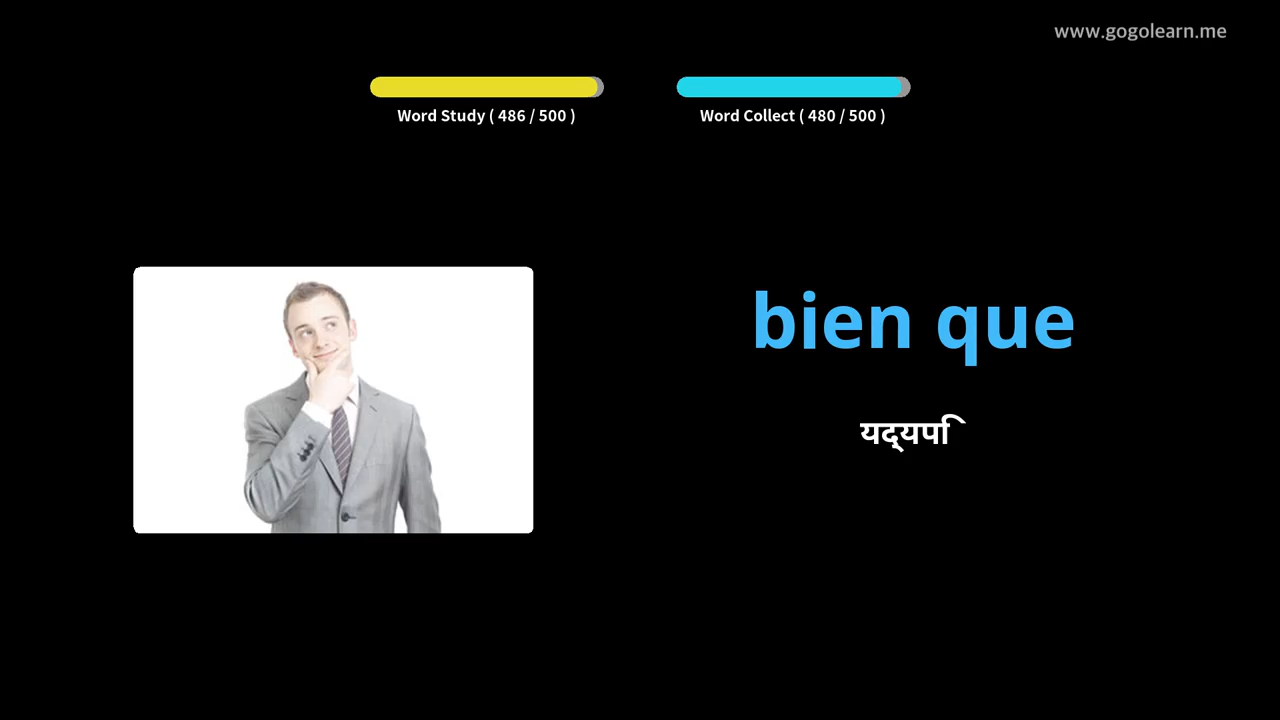 www.gogolearn.me
Word Study ( 486 / 500 )
Word Collect ( 480 / 500 )
bien que
यद्यपि